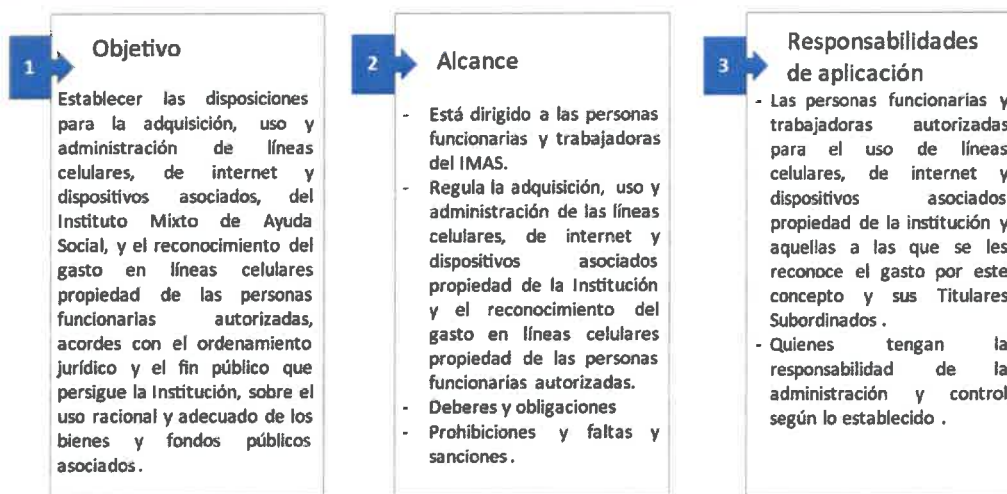 1
Objetivo
Establecer las disposiciones
para la adquisición, uso y
administración de líneas
celulares, de internet y
dispositivos asociados, del
Instituto Mixto de Ayuda
Social, y el reconocimiento del
gasto en líneas celulares
propiedad de las personas
funcionarias autorizadas,
acordes con el ordenamiento
jurídico y el fin público que
persigue la Institución, sobre el
uso racional y adecuado de los
bienes y fondos públicos
asociados.
2
Alcance
- Está dirigido a las personas
funcionarias y trabajadoras
del IMAS.
- Regula la adquisición, uso y
administración de las líneas
celulares, de internet y
dispositivos asociados
propiedad de la Institución
y el reconocimiento del
gasto en líneas celulares
propiedad de las personas
funcionarias autorizadas.
- Deberes y obligaciones
- Prohibiciones y faltas y
sanciones.
3
Responsabilidades
de aplicación
- Las personas funcionarias y
trabajadoras autorizadas
para el uso de líneas
celulares, de internet y
dispositivos asociados
propiedad de la institución y
aquellas a las que se les
reconoce el gasto por este
concepto y sus Titulares
Subordinados.
- Quienes tengan la
responsabilidad de la
administración y control
según lo establecido.